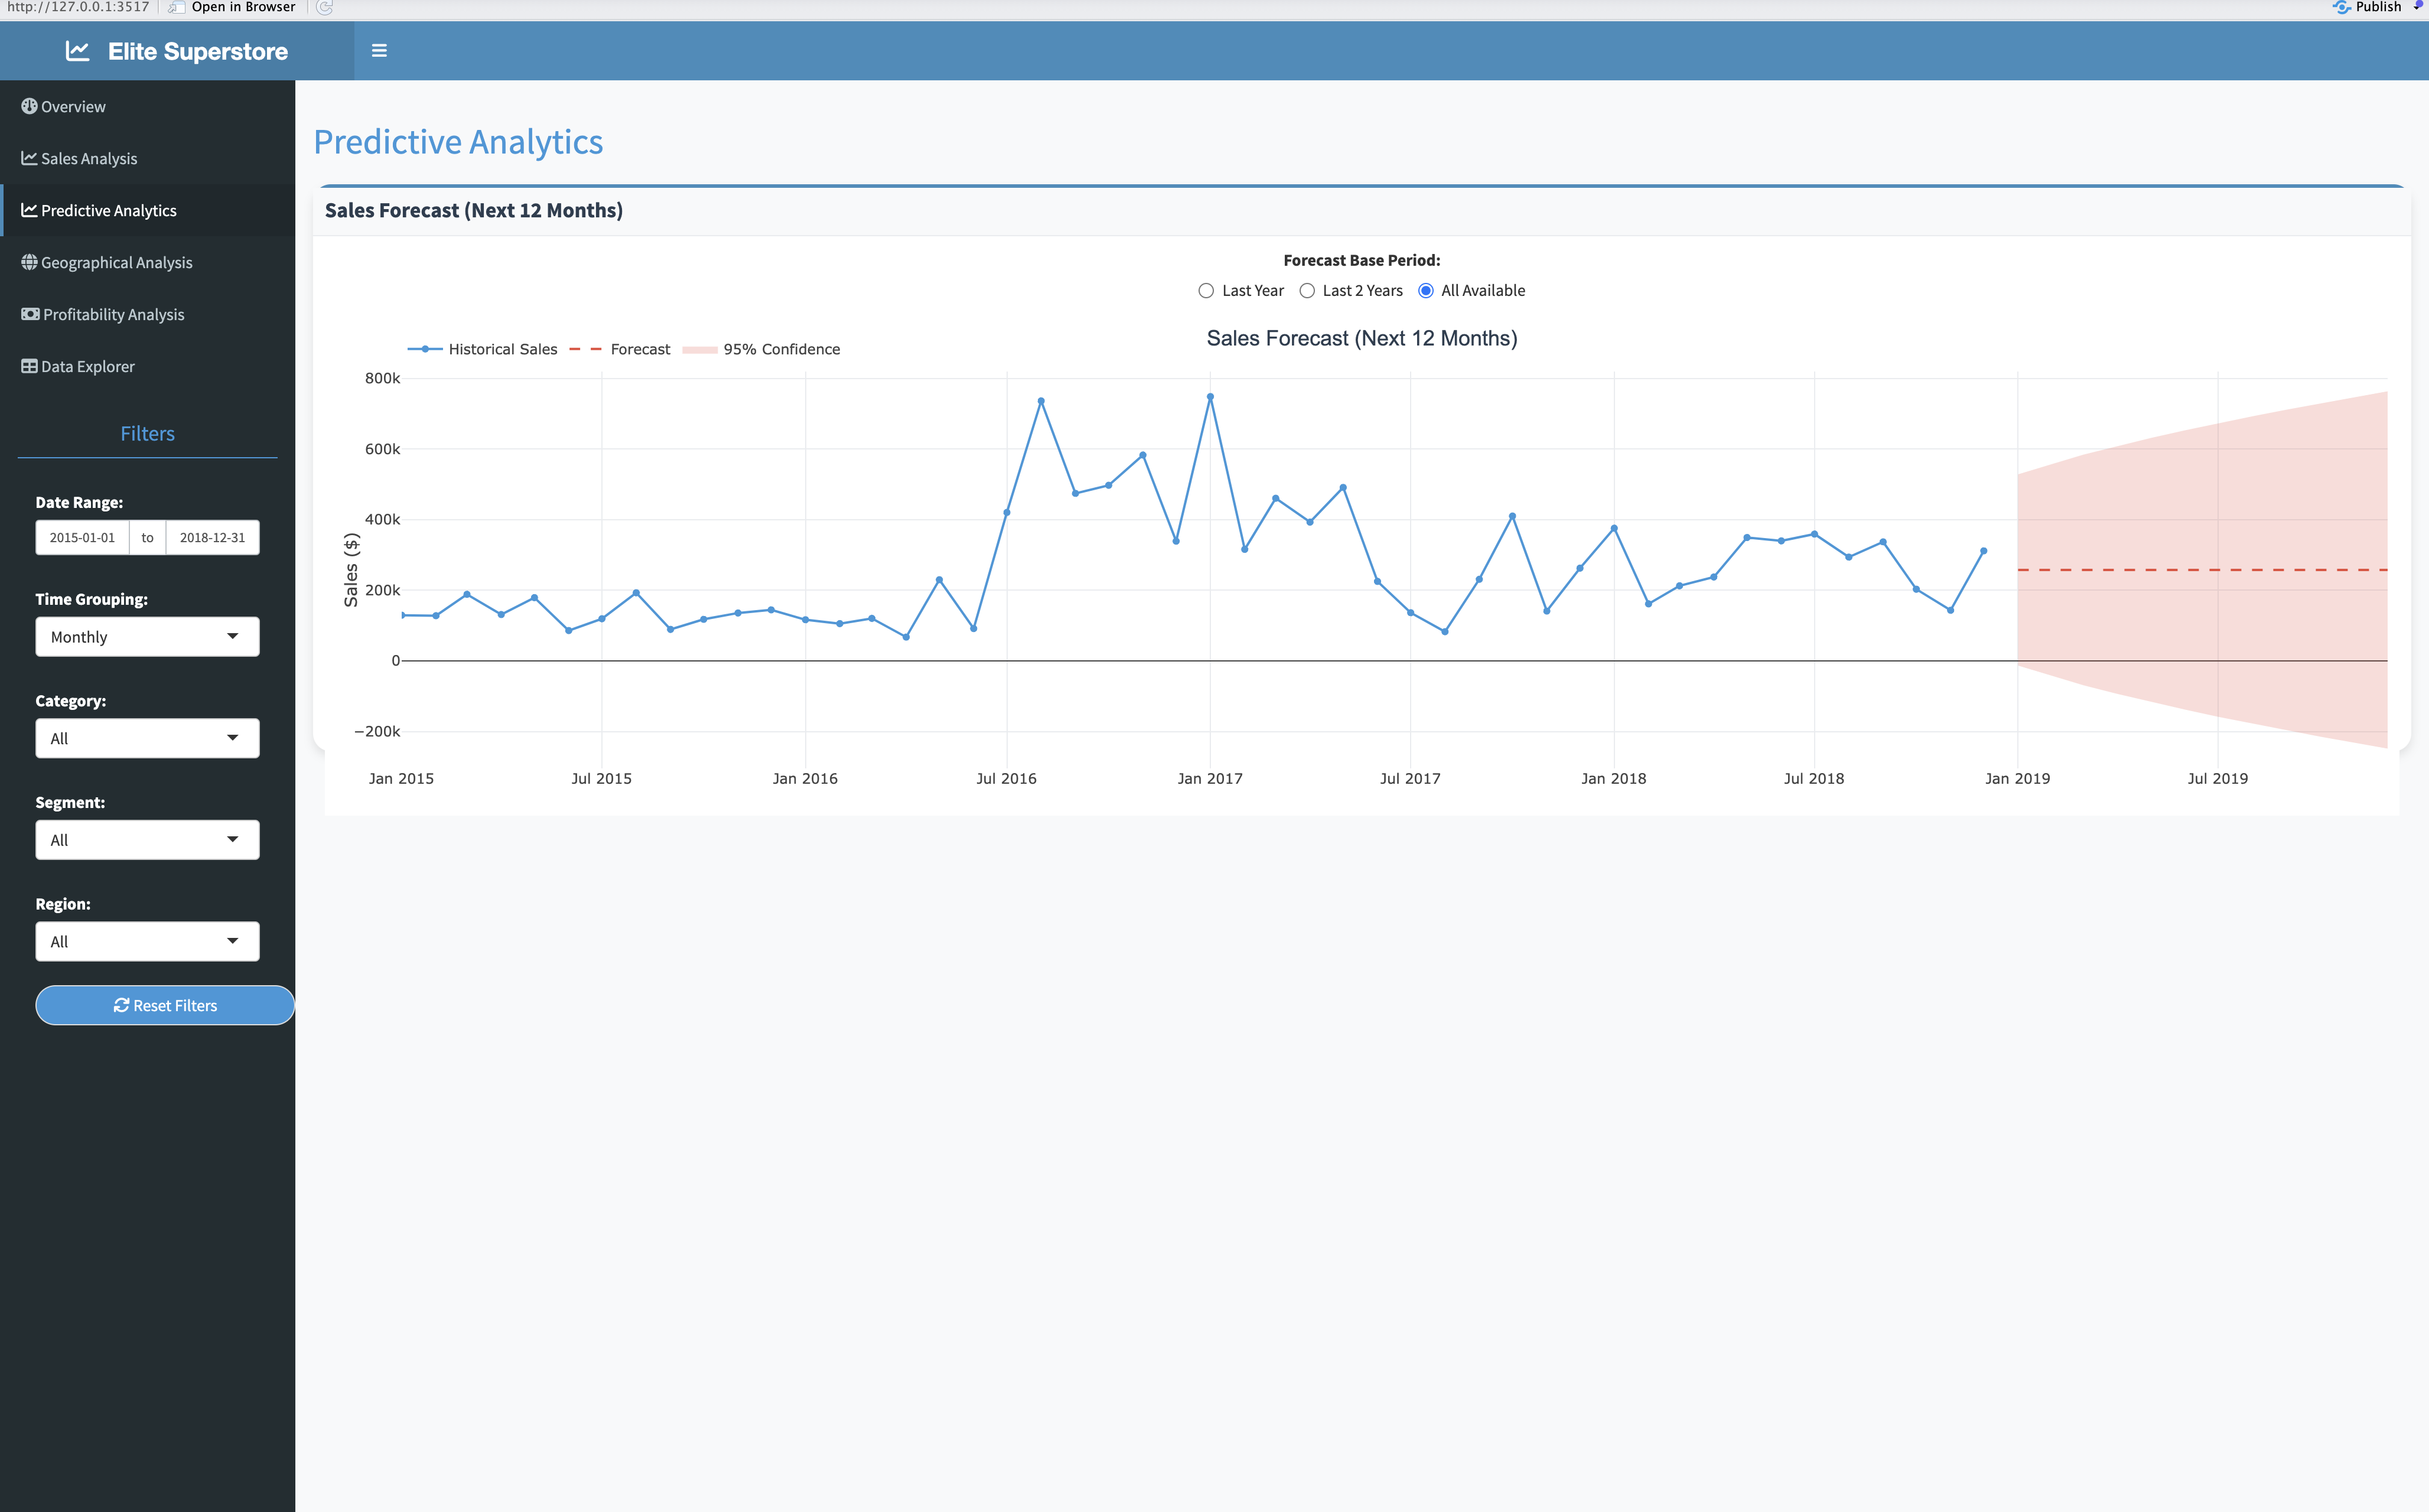 http://127.0.0.1:3517 Open in Browser Publish
Elite Superstore
Overview
Sales Analysis
Predictive Analytics
Geographical Analysis
Profitability Analysis
Data Explorer
Filters
Date Range:
2015-01-01 to 2018-12-31
Time Grouping:
Monthly
Category:
All
Segment:
All
Region:
All
Reset Filters
Predictive Analytics
Sales Forecast (Next 12 Months)
Forecast Base Period:
Last Year Last 2 Years All Available
Sales Forecast (Next 12 Months)
Historical Sales Forecast 95% Confidence
800k
600k
400k
200k
0
−200k
Sales ($)
Jan 2015 Jul 2015 Jan 2016 Jul 2016 Jan 2017 Jul 2017 Jan 2018 Jul 2018 Jan 2019 Jul 2019